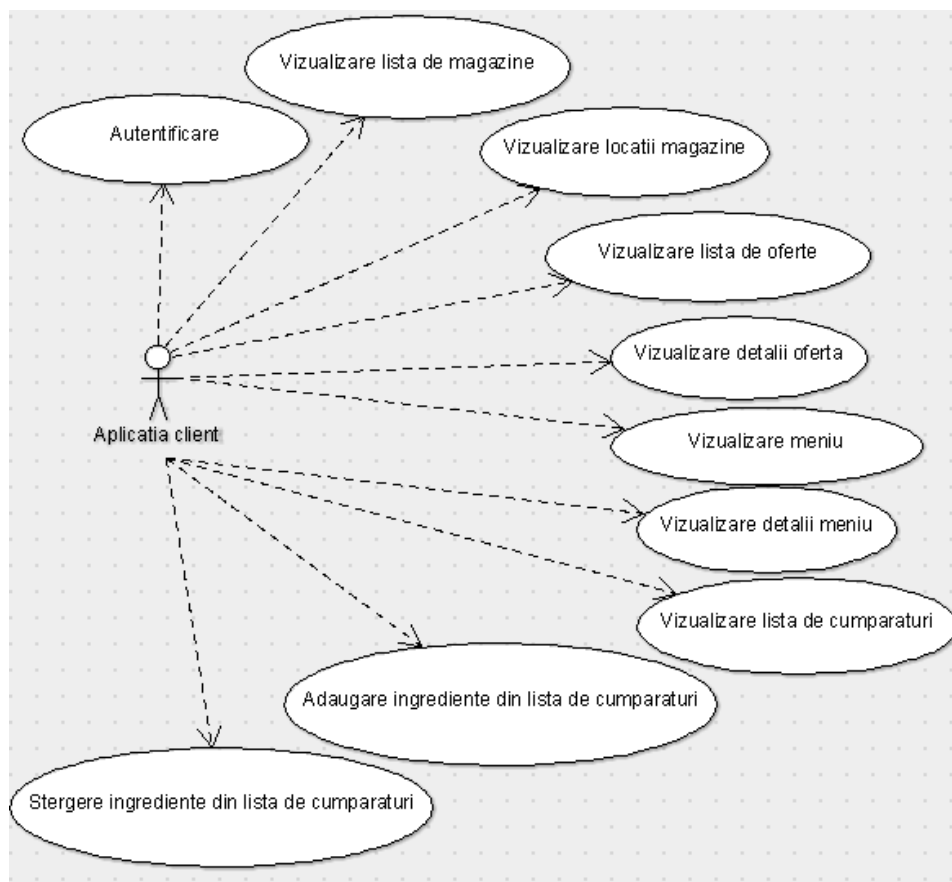 Vizualizare lista de magazine
Autentificare
Vizualizare locatii magazine
Vizualizare lista de oferte
Vizualizare detalii oferta
Aplicatia client
Vizualizare meniu
Vizualizare detalii meniu
Vizualizare lista de cumparaturi
Adaugare ingrediente din lista de cumparaturi
Stergere ingrediente din lista de cumparaturi